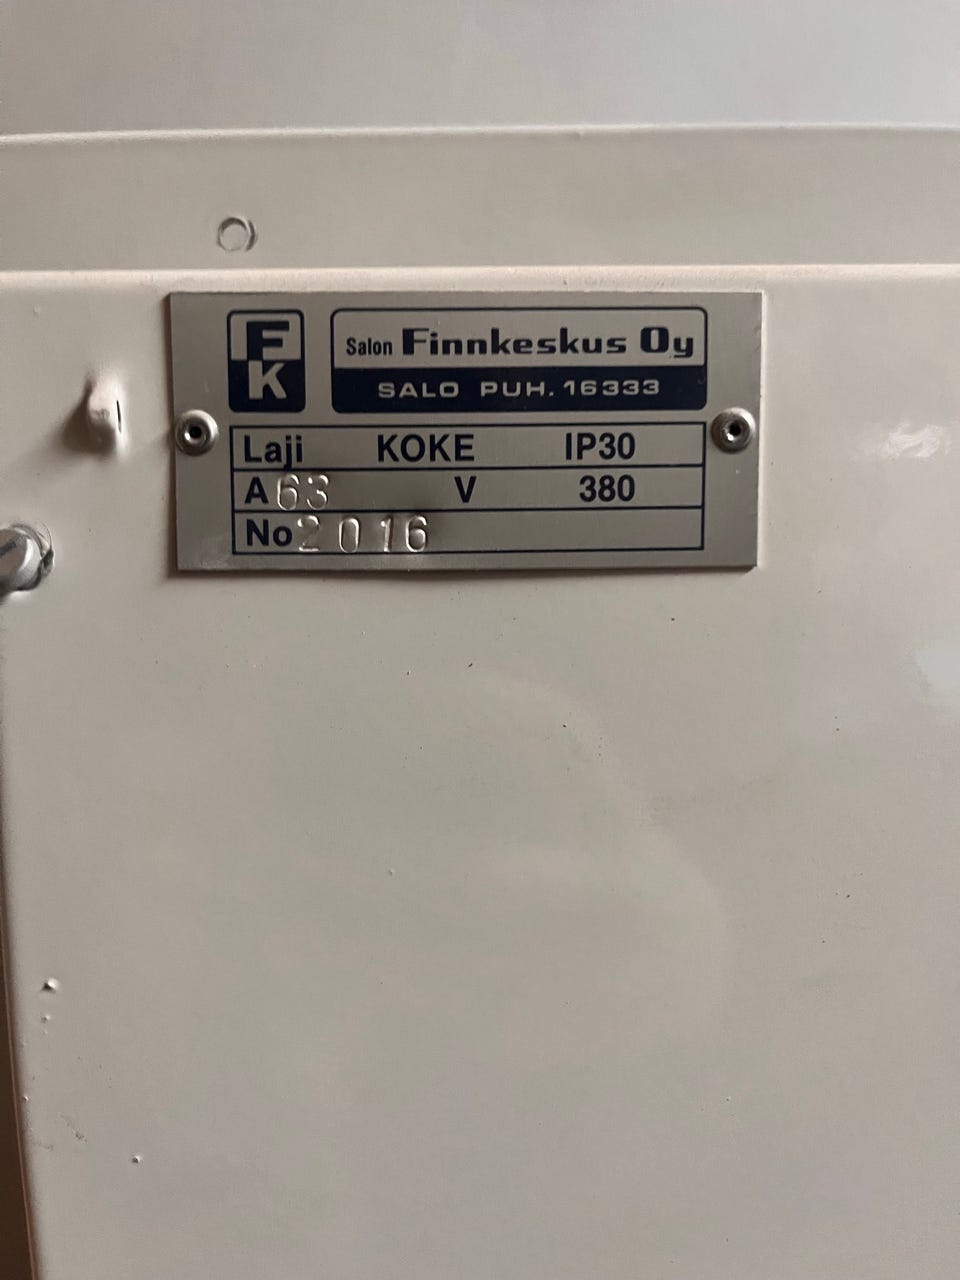 FK
Salon Finnkeskus Oy
SALO PUH. 16333
Laji KOKE IP30
A 63 V 380
No 2016